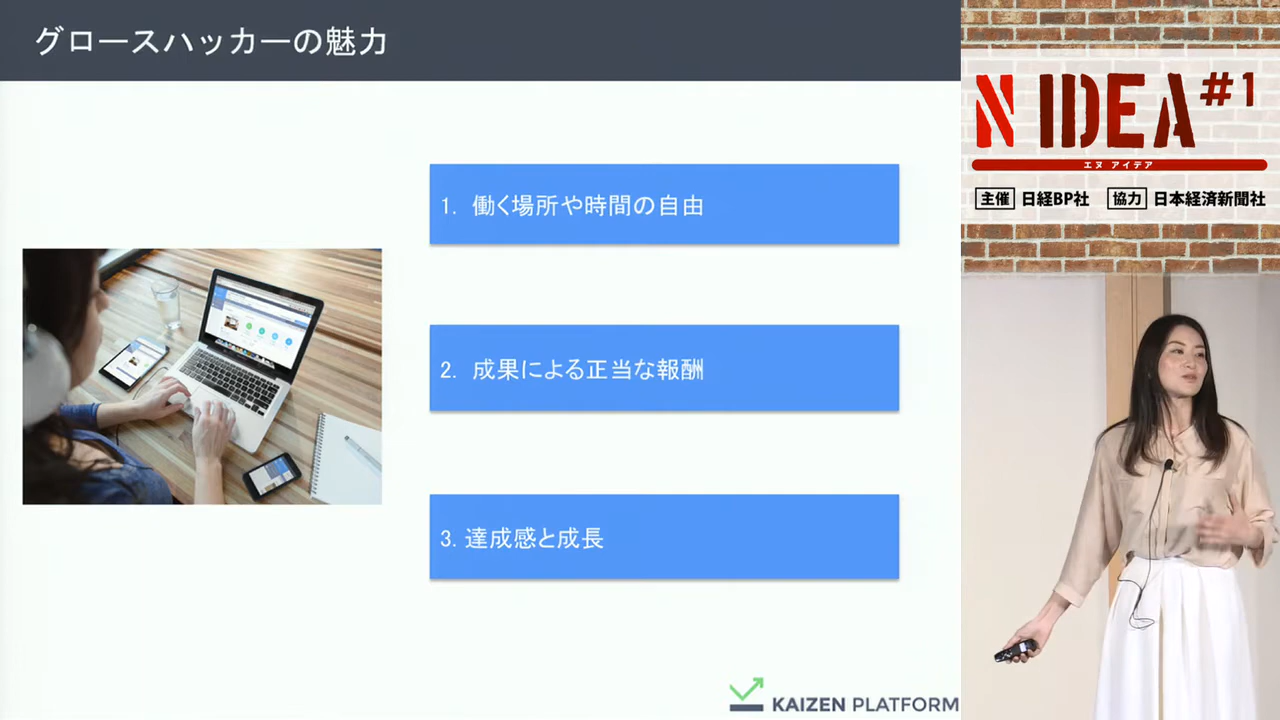 グロースハッカーの魅力
1. 働く場所や時間の自由
2. 成果による正当な報酬
3. 達成感と成長
KAIZEN PLATFORM
N IDEA #1
エヌ アイデア
主催 日経BP社 協力 日本経済新聞社